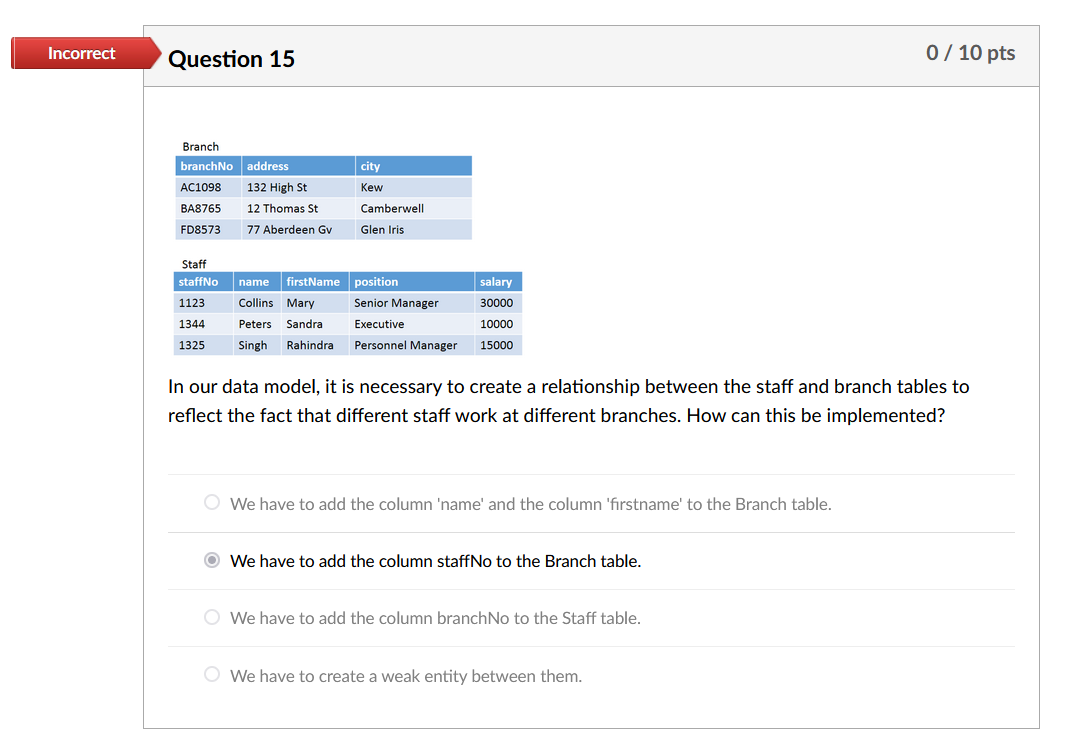 Incorrect
Question 15
0 / 10 pts
Branch
branchNo address city
AC1098 132 High St Kew
BA8765 12 Thomas St Camberwell
FD8573 77 Aberdeen Gv Glen Iris
Staff
staffNo name firstName position salary
1123 Collins Mary Senior Manager 30000
1344 Peters Sandra Executive 10000
1325 Singh Rahindra Personnel Manager 15000
In our data model, it is necessary to create a relationship between the staff and branch tables to
reflect the fact that different staff work at different branches. How can this be implemented?
We have to add the column 'name' and the column 'firstname' to the Branch table.
We have to add the column staffNo to the Branch table.
We have to add the column branchNo to the Staff table.
We have to create a weak entity between them.